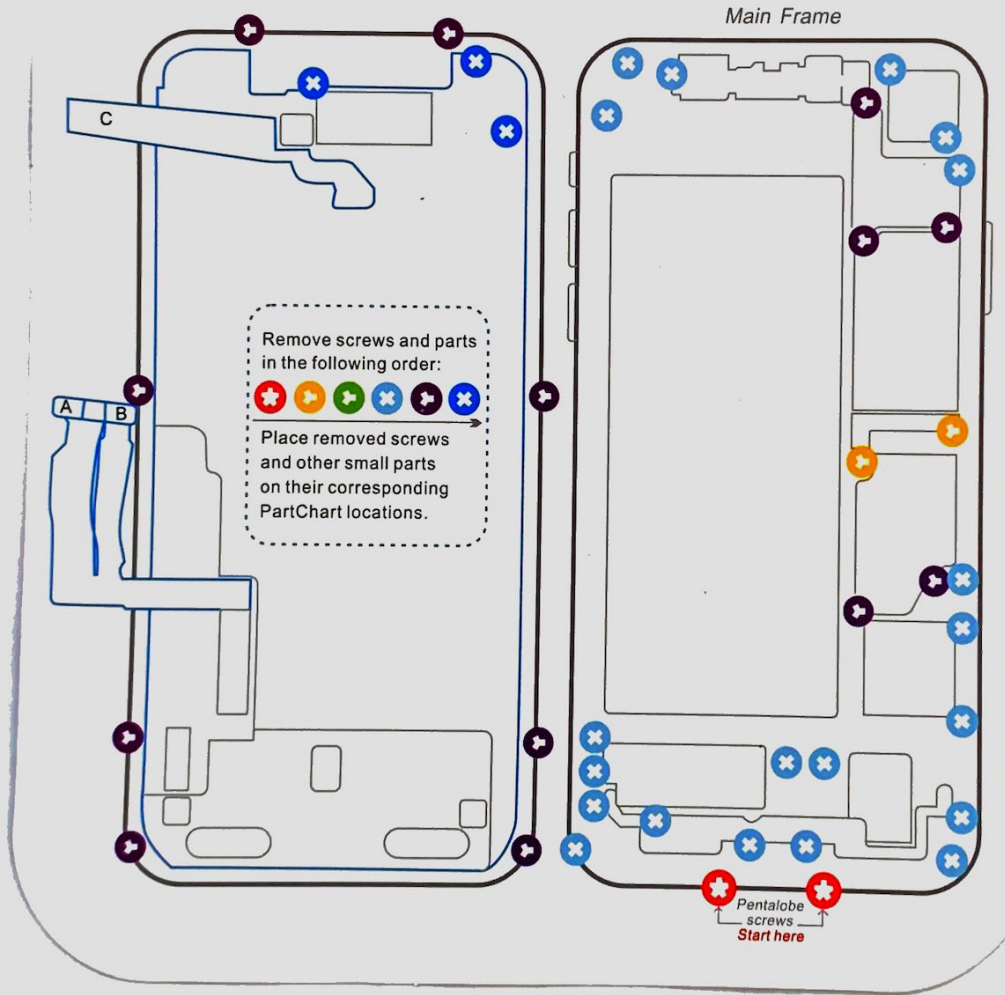 Main Frame
C
Remove screws and parts
in the following order:
A B
Place removed screws
and other small parts
on their corresponding
PartChart locations.
Pentalobe
screws
Start here